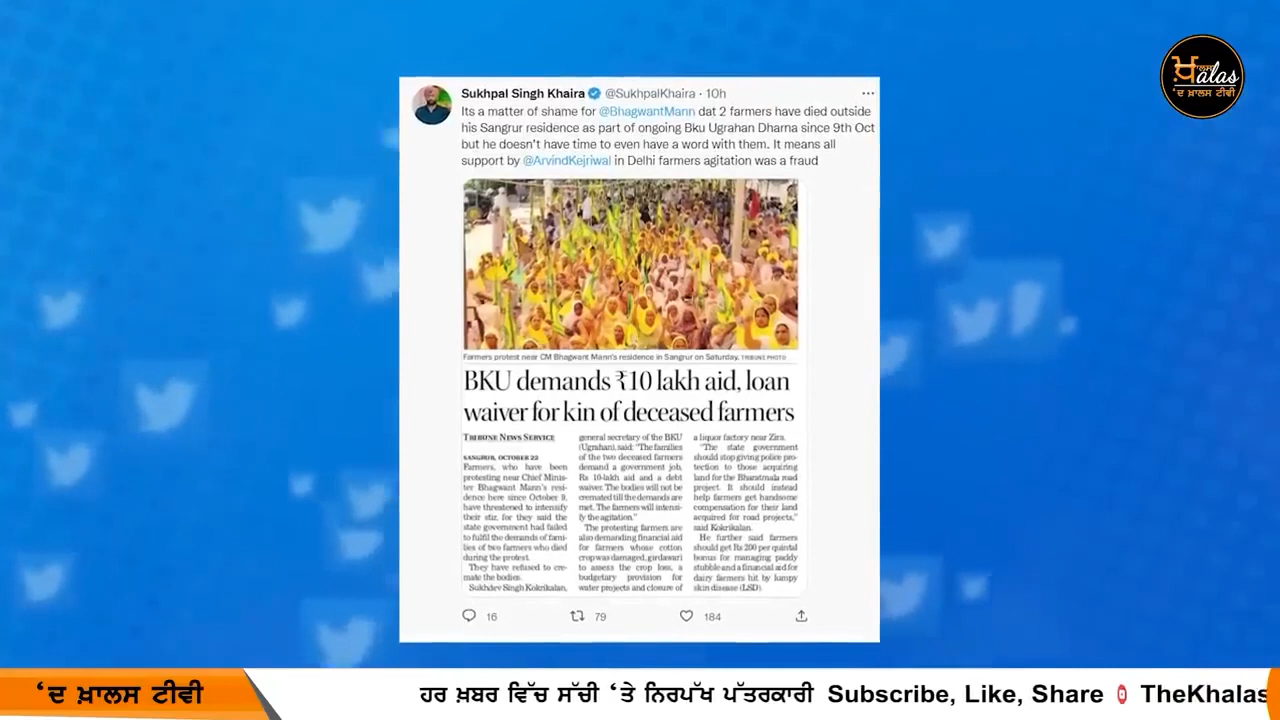 ਖ਼ਾਲਸ
alas
‘ਦ ਖ਼ਾਲਸ ਟੀਵੀ
Sukhpal Singh Khaira @SukhpalKhaira · 10h
Its a matter of shame for @BhagwantMann dat 2 farmers have died outside
his Sangrur residence as part of ongoing Bku Ugrahan Dharna since 9th Oct
but he doesn't have time to even have a word with them. It means all
support by @ArvindKejriwal in Delhi farmers agitation was a fraud
Farmers protest near CM Bhagwant Mann's residence in Sangrur on Saturday. TRIBUNE PHOTO
BKU demands ₹10 lakh aid, loan
waiver for kin of deceased farmers
TRIBUNE NEWS SERVICE
SANGRUR, OCTOBER 22
Farmers, who have been
protesting near Chief Minis-
ter Bhagwant Mann's resi-
dence here since October 9,
have threatened to intensify
their stir, for they said the
state government had failed
to fulfil the demands of fami-
lies of two farmers who died
during the protest.
They have refused to cre-
mate the bodies.
Sukhdev Singh Kokrikalan,
general secretary of the BKU
(Ugrahan), said: "The families
of the two deceased farmers
demand a government job,
Rs 10-lakh aid and a debt
waiver. The bodies will not be
cremated till the demands are
met. The farmers will intensi-
fy the agitation."
The protesting farmers are
also demanding financial aid
for farmers whose cotton
crop was damaged, girdawari
to assess the crop loss, a
budgetary provision for
water projects and closure of
a liquor factory near Zira.
"The state government
should stop giving police pro-
tection to those acquiring
land for the Bharatmala road
project. It should instead
help farmers get handsome
compensation for their land
acquired for road projects,"
said Kokrikalan.
He further said farmers
should get Rs 200 per quintal
bonus for managing paddy
stubble and a financial aid for
dairy farmers hit by lumpy
skin disease (LSD).
16 79 184
‘ਦ ਖ਼ਾਲਸ ਟੀਵੀ
ਹਰ ਖ਼ਬਰ ਵਿੱਚ ਸੱਚੀ ‘ਤੇ ਨਿਰਪੱਖ ਪੱਤਰਕਾਰੀ Subscribe, Like, Share TheKhalas